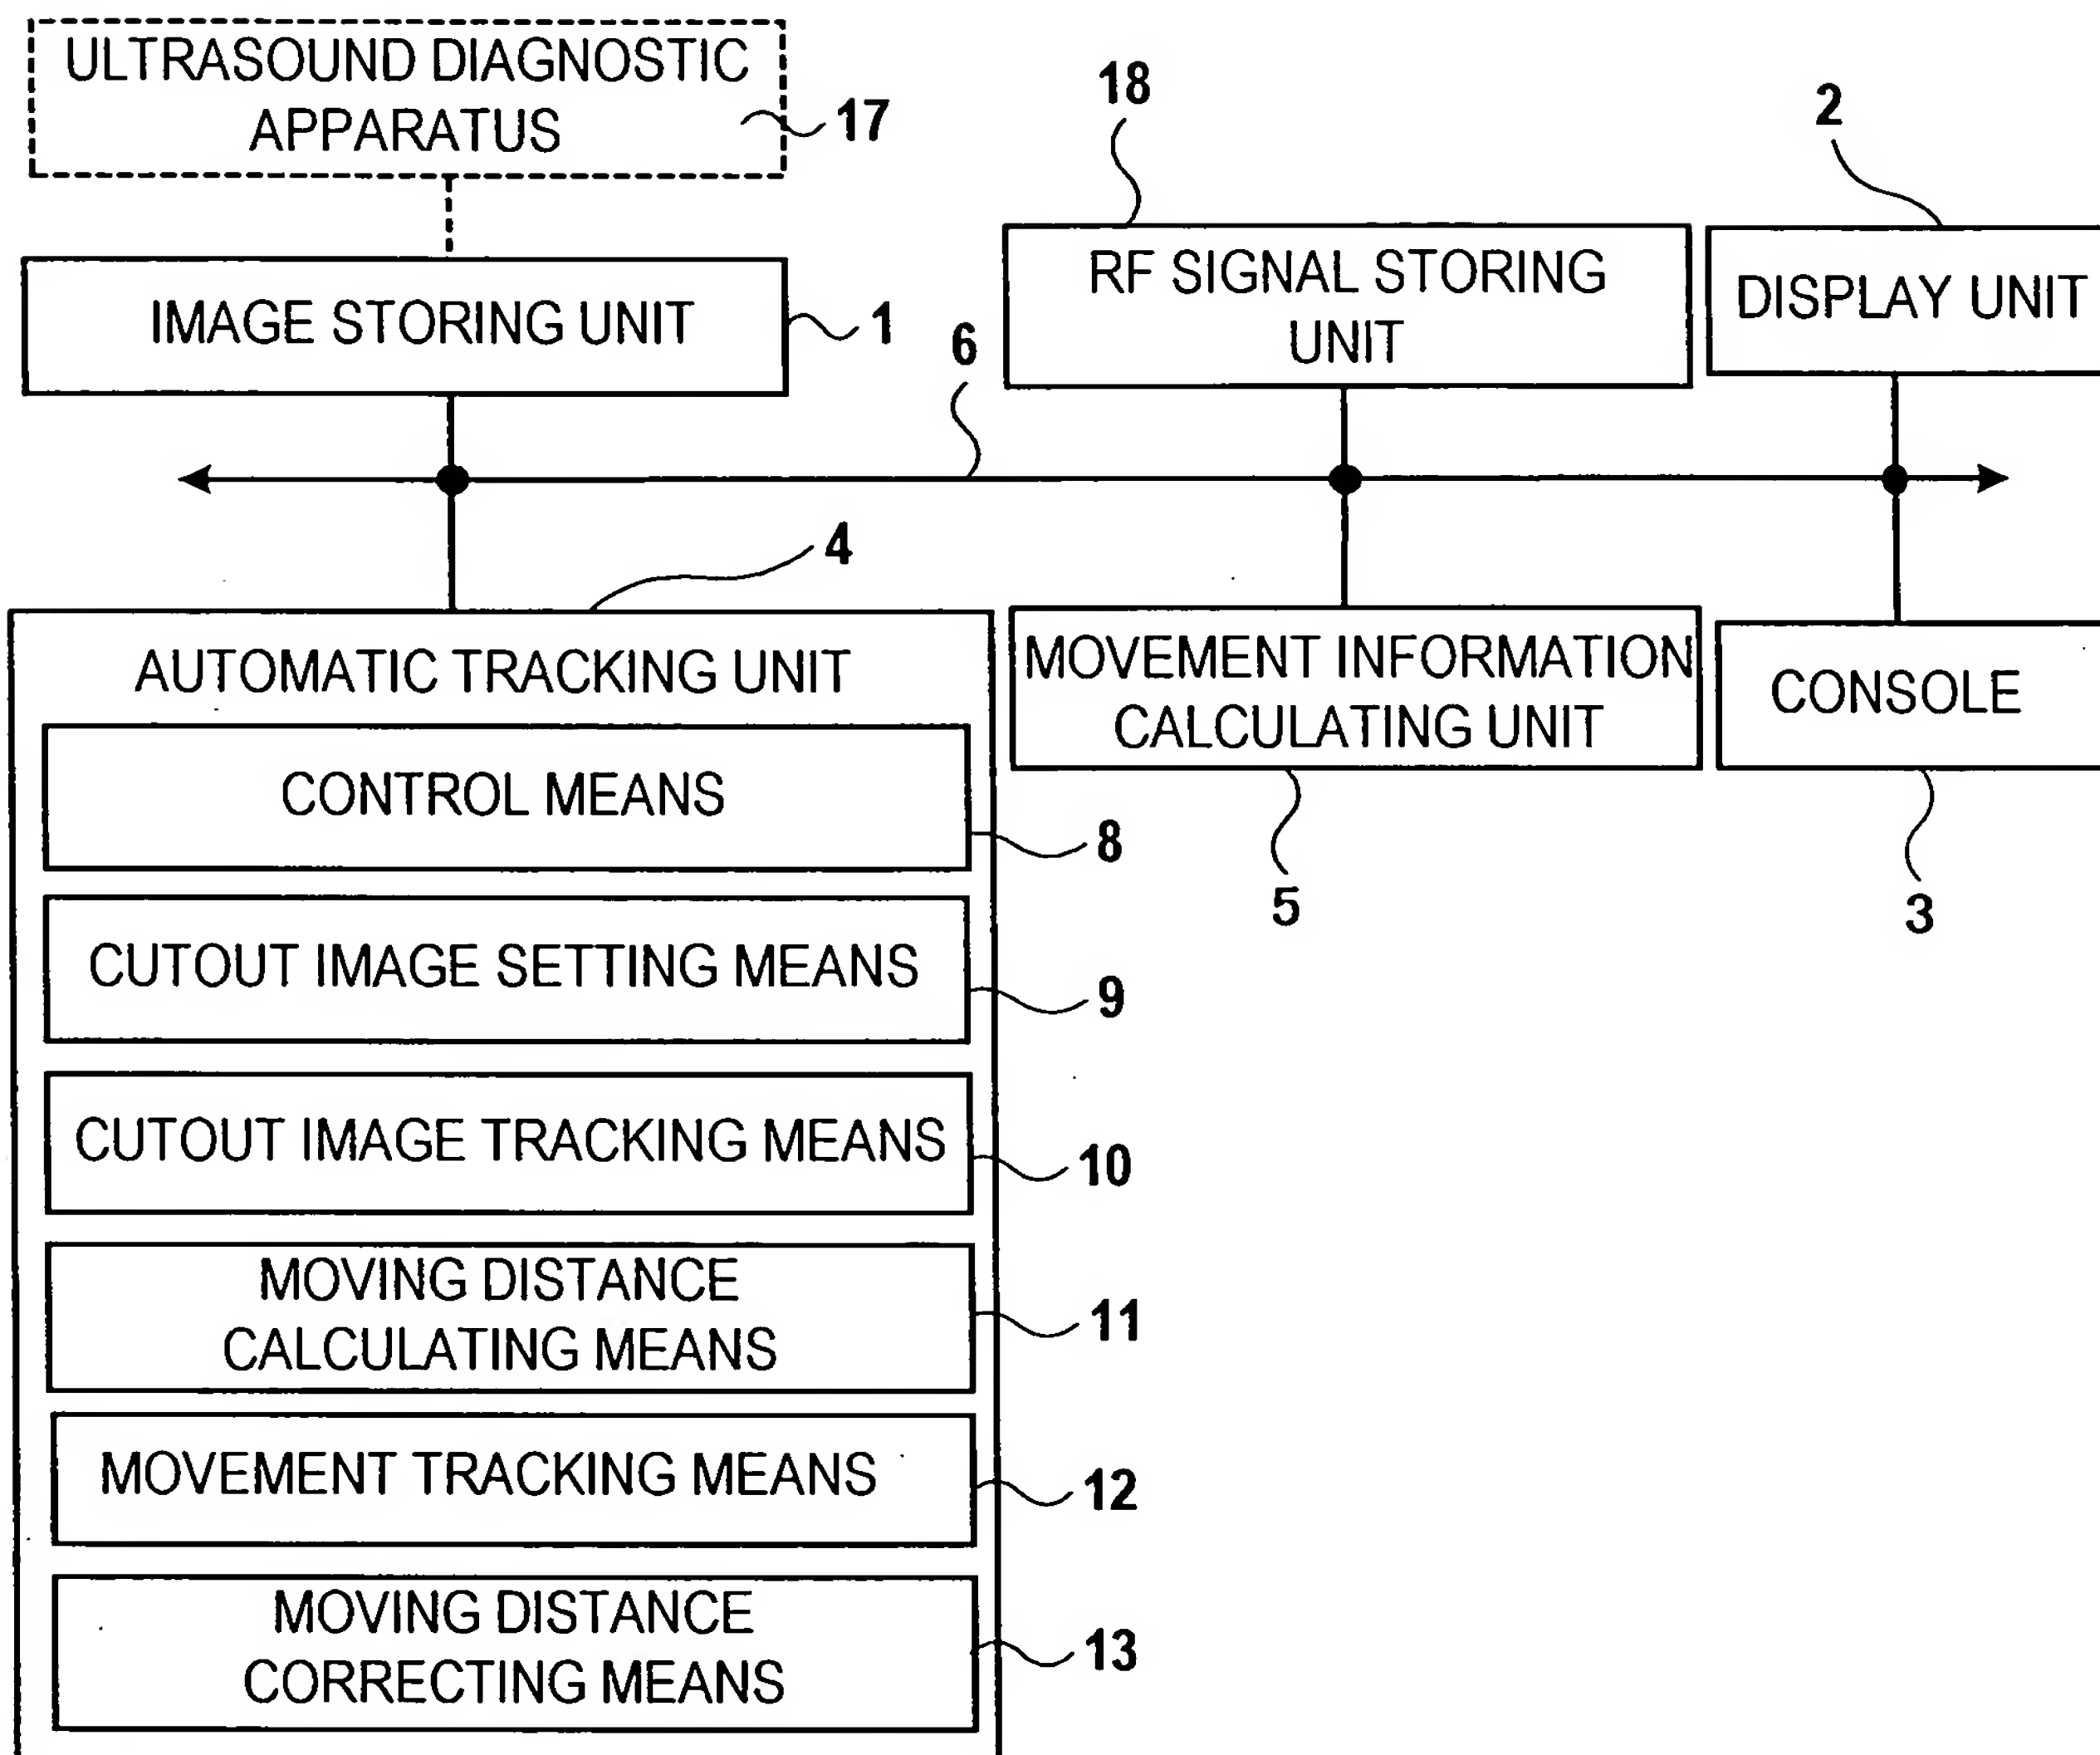 ULTRASOUND DIAGNOSTIC
APPARATUS
17
18
2
IMAGE STORING UNIT
1
RF SIGNAL STORING
UNIT
DISPLAY UNIT
6
4
AUTOMATIC TRACKING UNIT
MOVEMENT INFORMATION
CALCULATING UNIT
CONSOLE
CONTROL MEANS
8
5
3
CUTOUT IMAGE SETTING MEANS
9
CUTOUT IMAGE TRACKING MEANS
10
MOVING DISTANCE
CALCULATING MEANS
11
MOVEMENT TRACKING MEANS
12
MOVING DISTANCE
CORRECTING MEANS
13